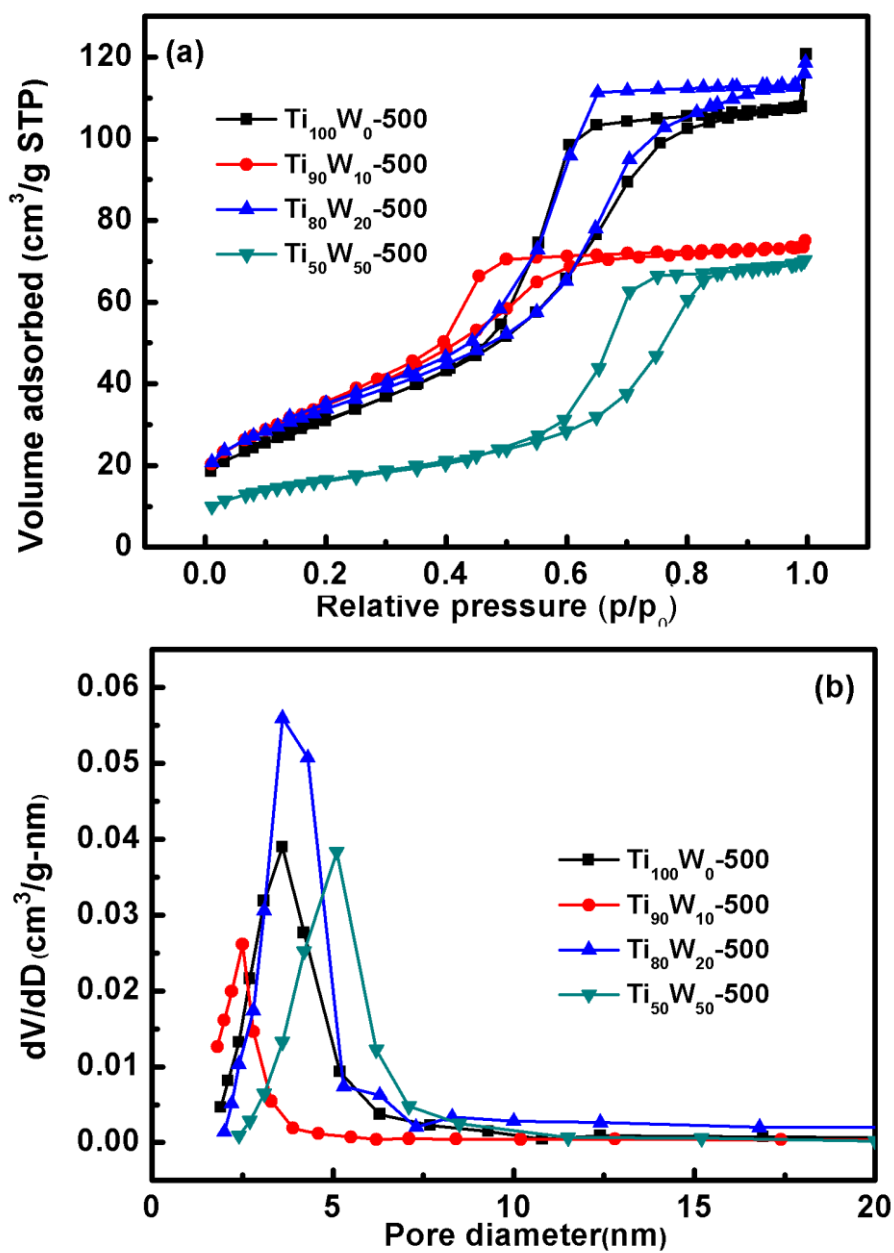 (a)
120
100
80
60
40
20
0
Volume adsorbed (cm³/g STP)
Ti₁₀₀W₀-500
Ti₉₀W₁₀-500
Ti₈₀W₂₀-500
Ti₅₀W₅₀-500
0.0 0.2 0.4 0.6 0.8 1.0
Relative pressure (p/p₀)
(b)
0.06
0.05
0.04
0.03
0.02
0.01
0.00
dV/dD (cm³/g-nm)
Ti₁₀₀W₀-500
Ti₉₀W₁₀-500
Ti₈₀W₂₀-500
Ti₅₀W₅₀-500
0 5 10 15 20
Pore diameter(nm)